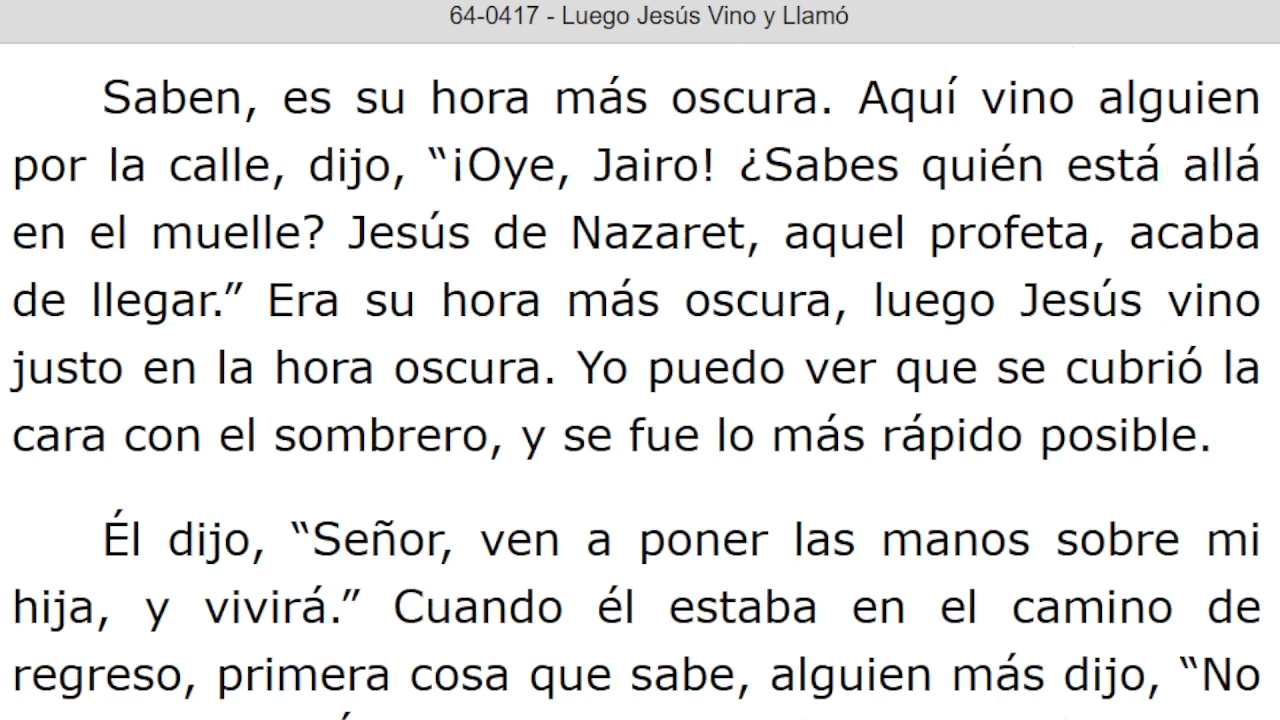 64-0417 - Luego Jesús Vino y Llamó
Saben, es su hora más oscura. Aquí vino alguien
por la calle, dijo, “¡Oye, Jairo! ¿Sabes quién está allá
en el muelle? Jesús de Nazaret, aquel profeta, acaba
de llegar.” Era su hora más oscura, luego Jesús vino
justo en la hora oscura. Yo puedo ver que se cubrió la
cara con el sombrero, y se fue lo más rápido posible.
Él dijo, “Señor, ven a poner las manos sobre mi
hija, y vivirá.” Cuando él estaba en el camino de
regreso, primera cosa que sabe, alguien más dijo, “No